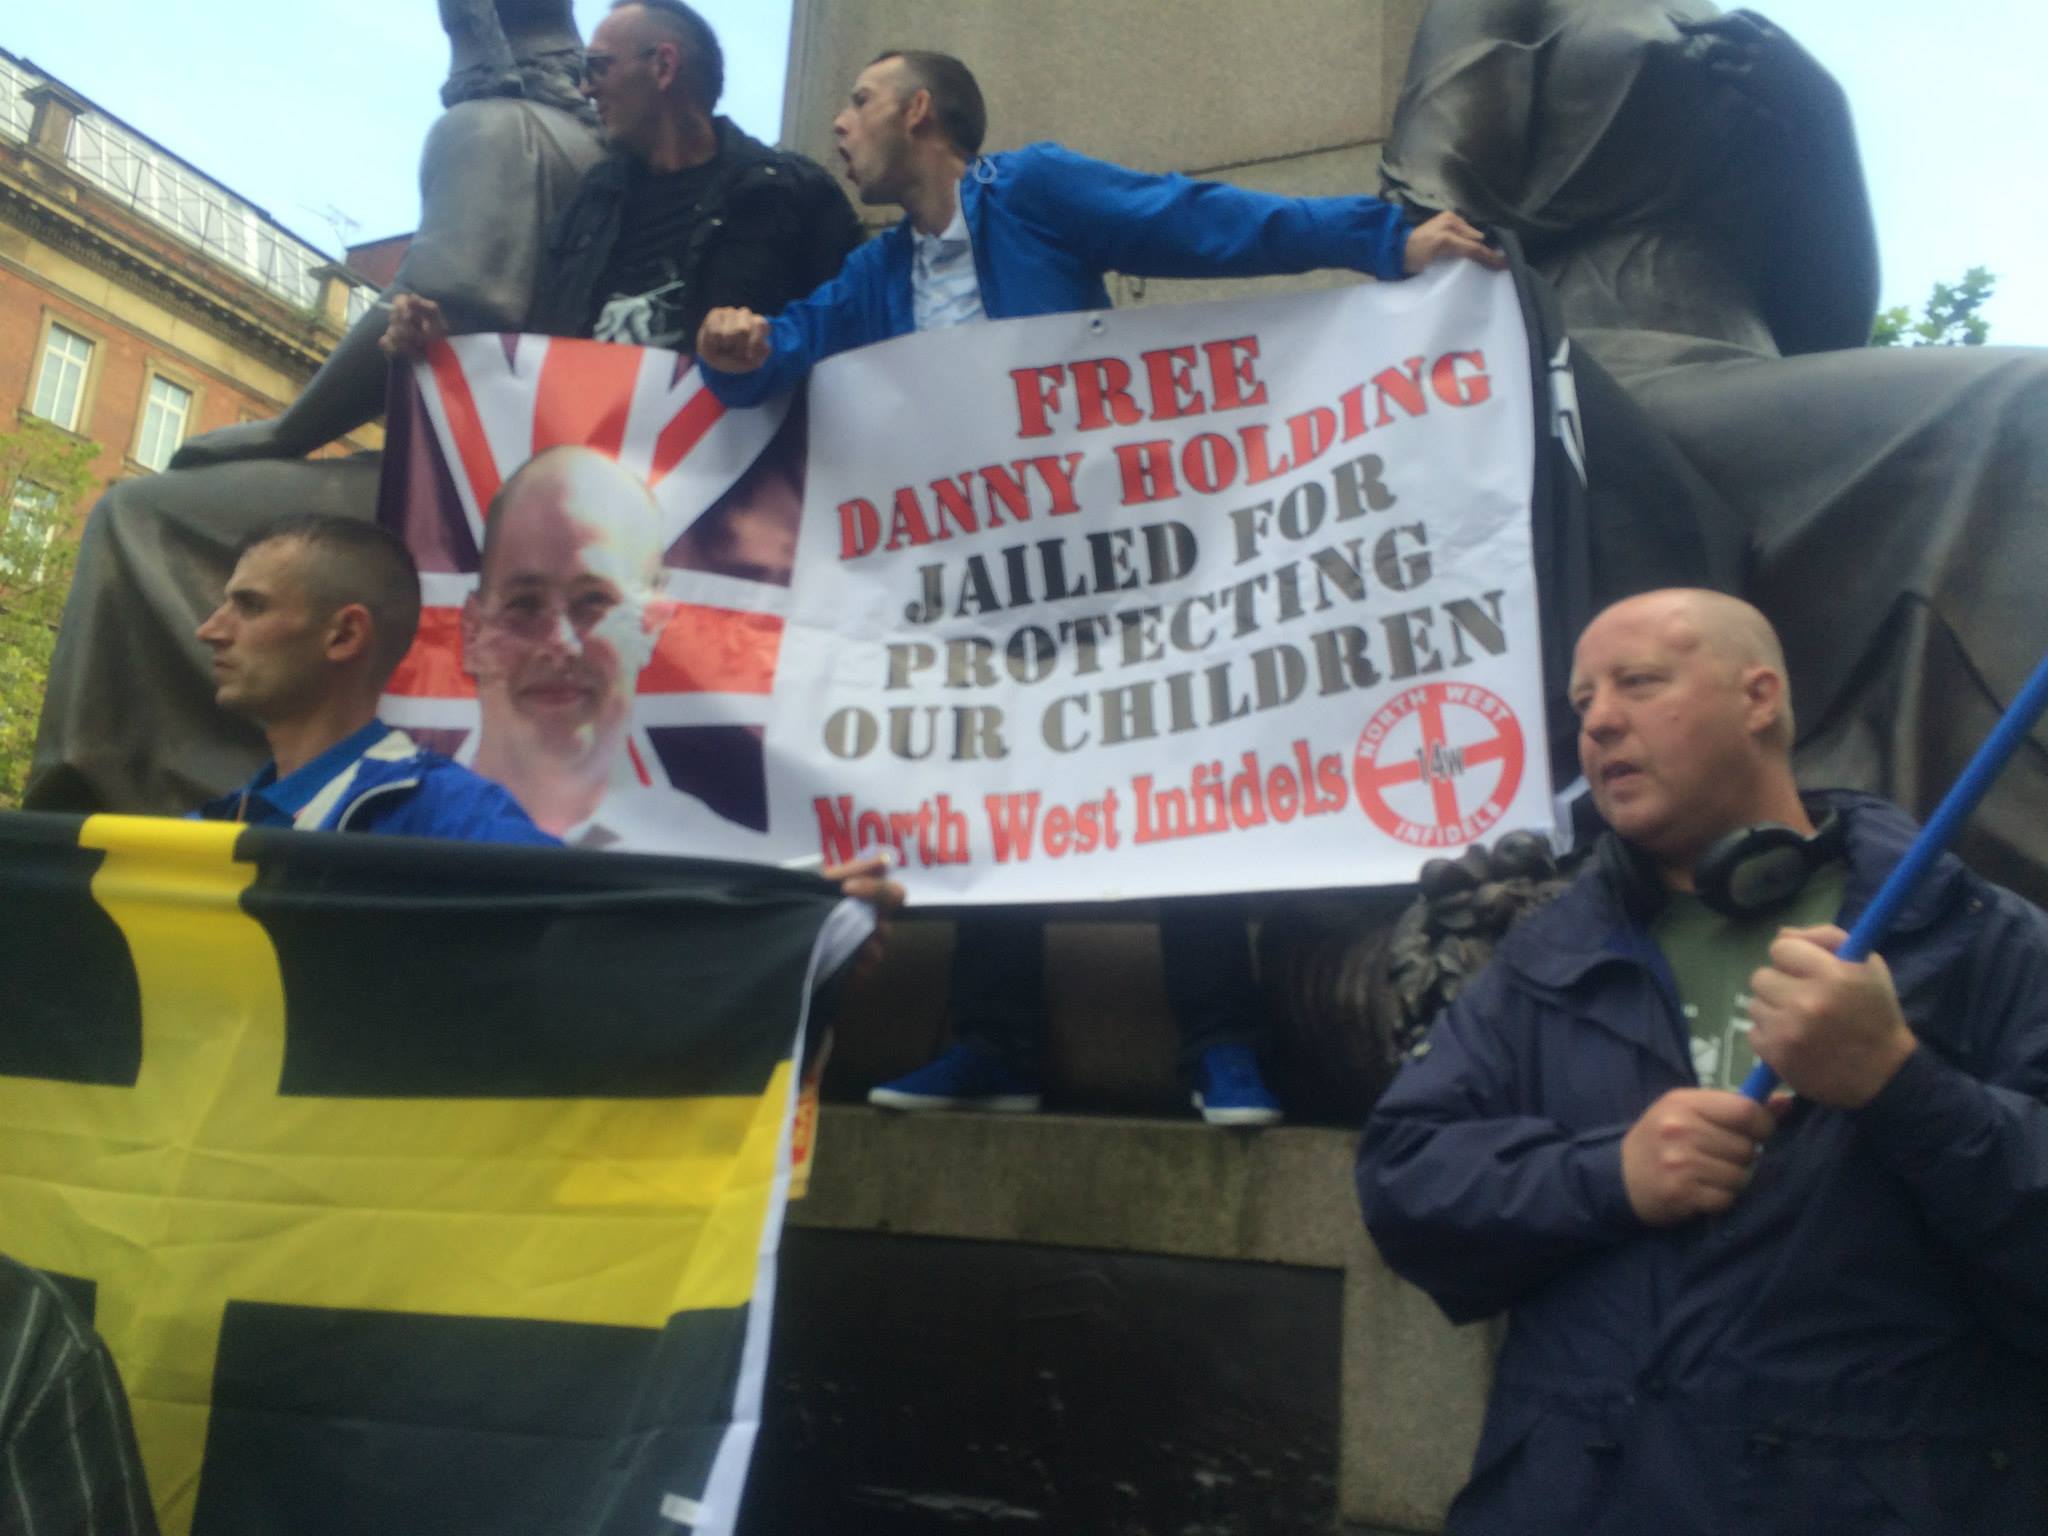 FREE
DANNY HOLDING
JAILED FOR
PROTECTING
OUR CHILDREN
North West Infidels
NORTH WEST
14w
INFIDELS